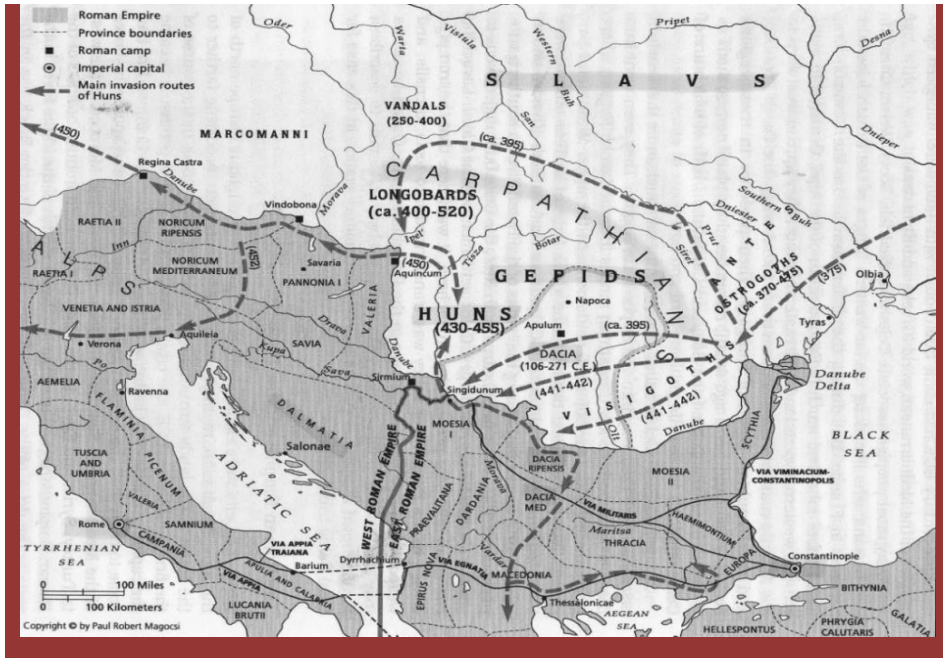 Roman Empire
Province boundaries
Roman camp
Imperial capital
Main invasion routes
of Huns
Oder
Warta
Vistula
Western
Buh
Pripet
Desna
SLAVS
VANDALS
(250-400)
San
Dnieper
MARCOMANNI
(450)
Regina Castra
Danube
(ca. 395)
CARPATHIANS
LONGOBARDS
(ca. 400-520)
Morava
Vindobona
Southern Buh
Dniester
Prut
Siret
ANTES
RAETIA II
NORICUM
RIPENSIS
Inn
ALPS
RAETIA I
NORICUM
MEDITERRANEUM
(452)
Savaria
PANNONIA I
VALERIA
Ipel
(450)
Aquincum
Tisza
Botar
GEPIDS
OSTROGOTHS
(ca. 370-475)
(375)
Olbia
Tyras
VENETIA AND ISTRIA
Verona
Aquileia
Drava
Kupa
SAVIA
Sava
Danube
HUNS
(430-455)
Napoca
Apulum
(ca. 395)
DACIA
(106-271 C.E.)
(441-442)
VISIGOTHS
(441-442)
Olt
Danube
Danube
Delta
Po
AEMELIA
Ravenna
FLAMINIA
PICENUM
Sirmium
Singidunum
DALMATIA
Salonae
MOESIA
I
SCYTHIA
BLACK
SEA
TUSCIA
AND
UMBRIA
VALERIA
ADRIATIC SEA
WEST ROMAN EMPIRE
EAST ROMAN EMPIRE
PRAEVALITANA
DARDANIA
Morava
DACIA
RIPENSIS
DACIA
MED
MOESIA
II
VIA VIMINACIUM-
CONSTANTINOPOLIS
VIA MILITARIS
HAEMIMONTIUM
Maritsa
THRACIA
Rome
SAMNIUM
CAMPANIA
TYRRHENIAN
SEA
VIA APPIA
TRAIANA
Barium
VIA APPIA
APULIA AND CALABRIA
LUCANIA
BRUTII
Dyrrhachium
EPIRUS NOVA
VIA EGNATIA
Vardar
MACEDONIA
Thessalonicae
AEGEAN
SEA
EUROPA
Constantinople
BITHYNIA
HELLESPONTUS
PHRYGIA
CALUTARIS
GALATIA
0 100 Miles
0 100 Kilometers
Copyright © by Paul Robert Magocsi